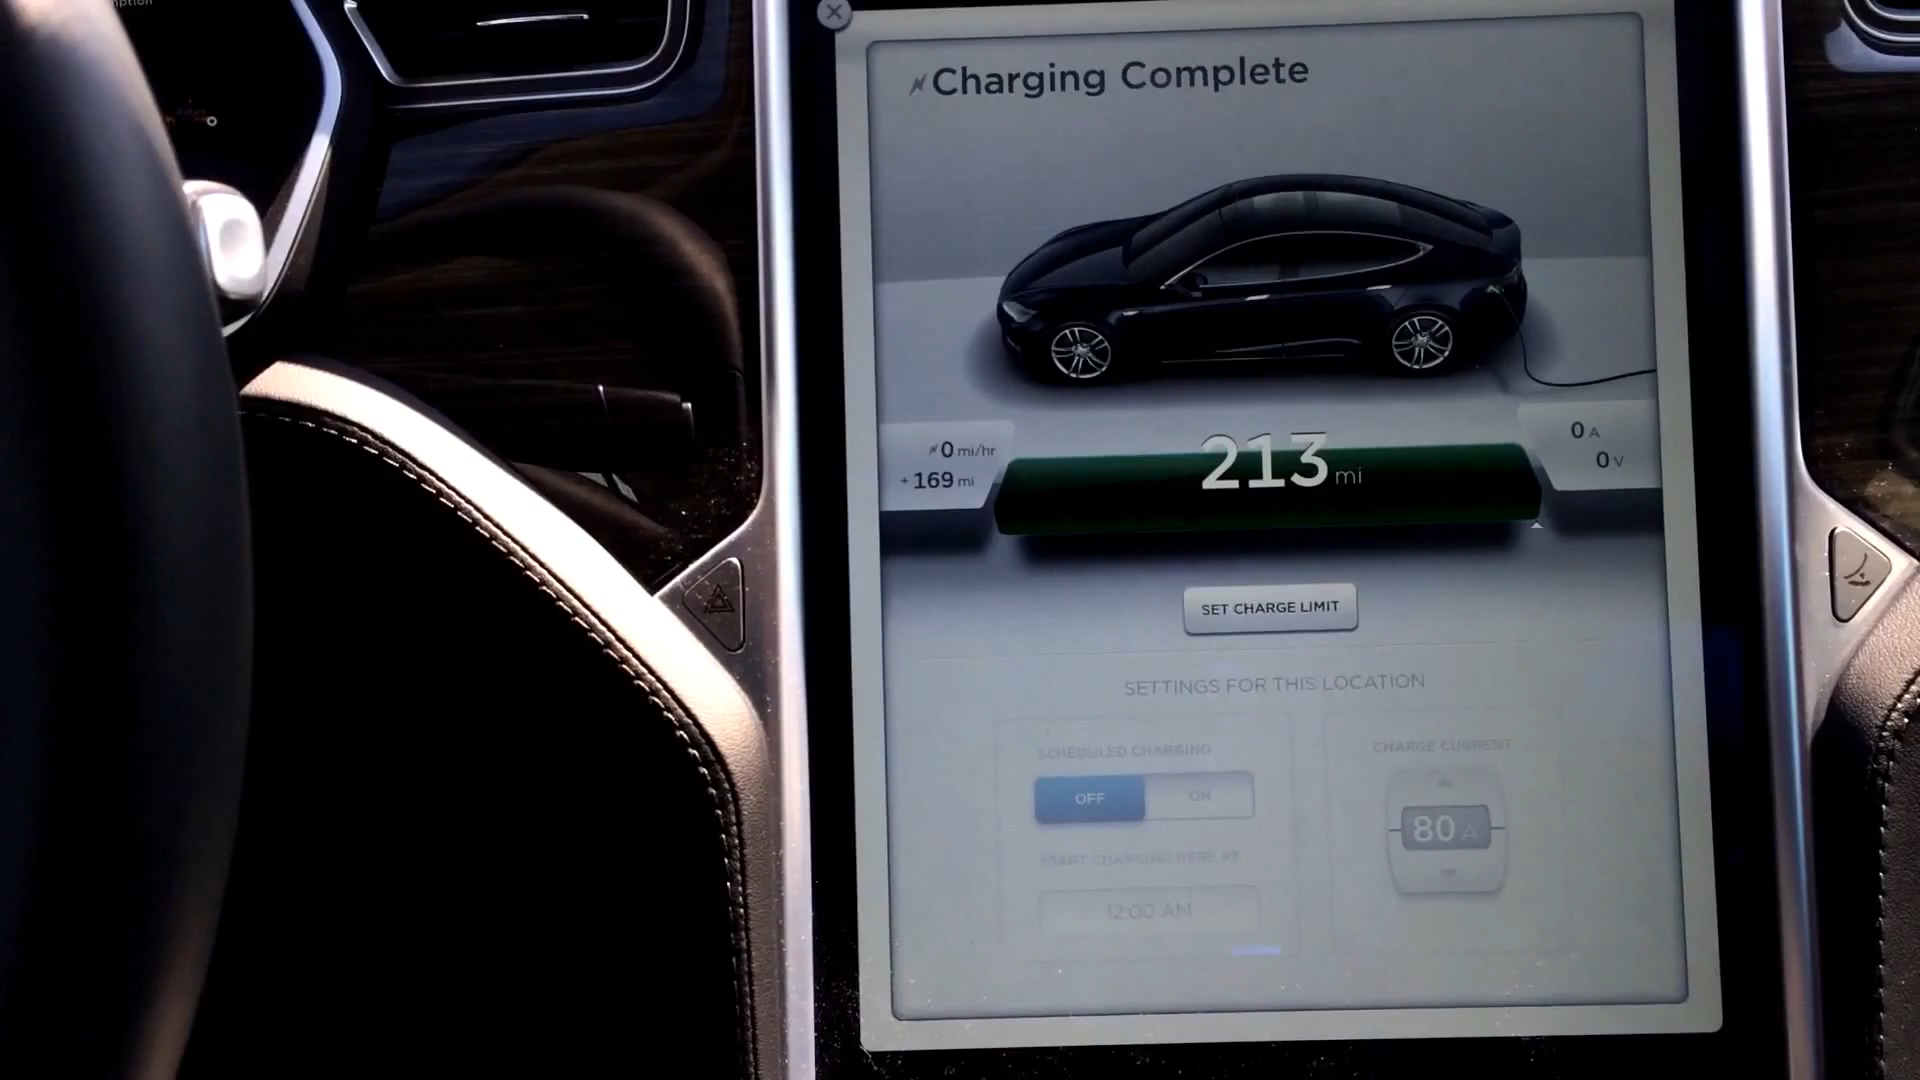 Charging Complete
0 mi/hr
+ 169 mi
213 mi
0 A
0 V
SET CHARGE LIMIT
SETTINGS FOR THIS LOCATION
SCHEDULED CHARGING
OFF ON
START CHARGING HERE AT
12:00 AM
CHARGE CURRENT
80 A